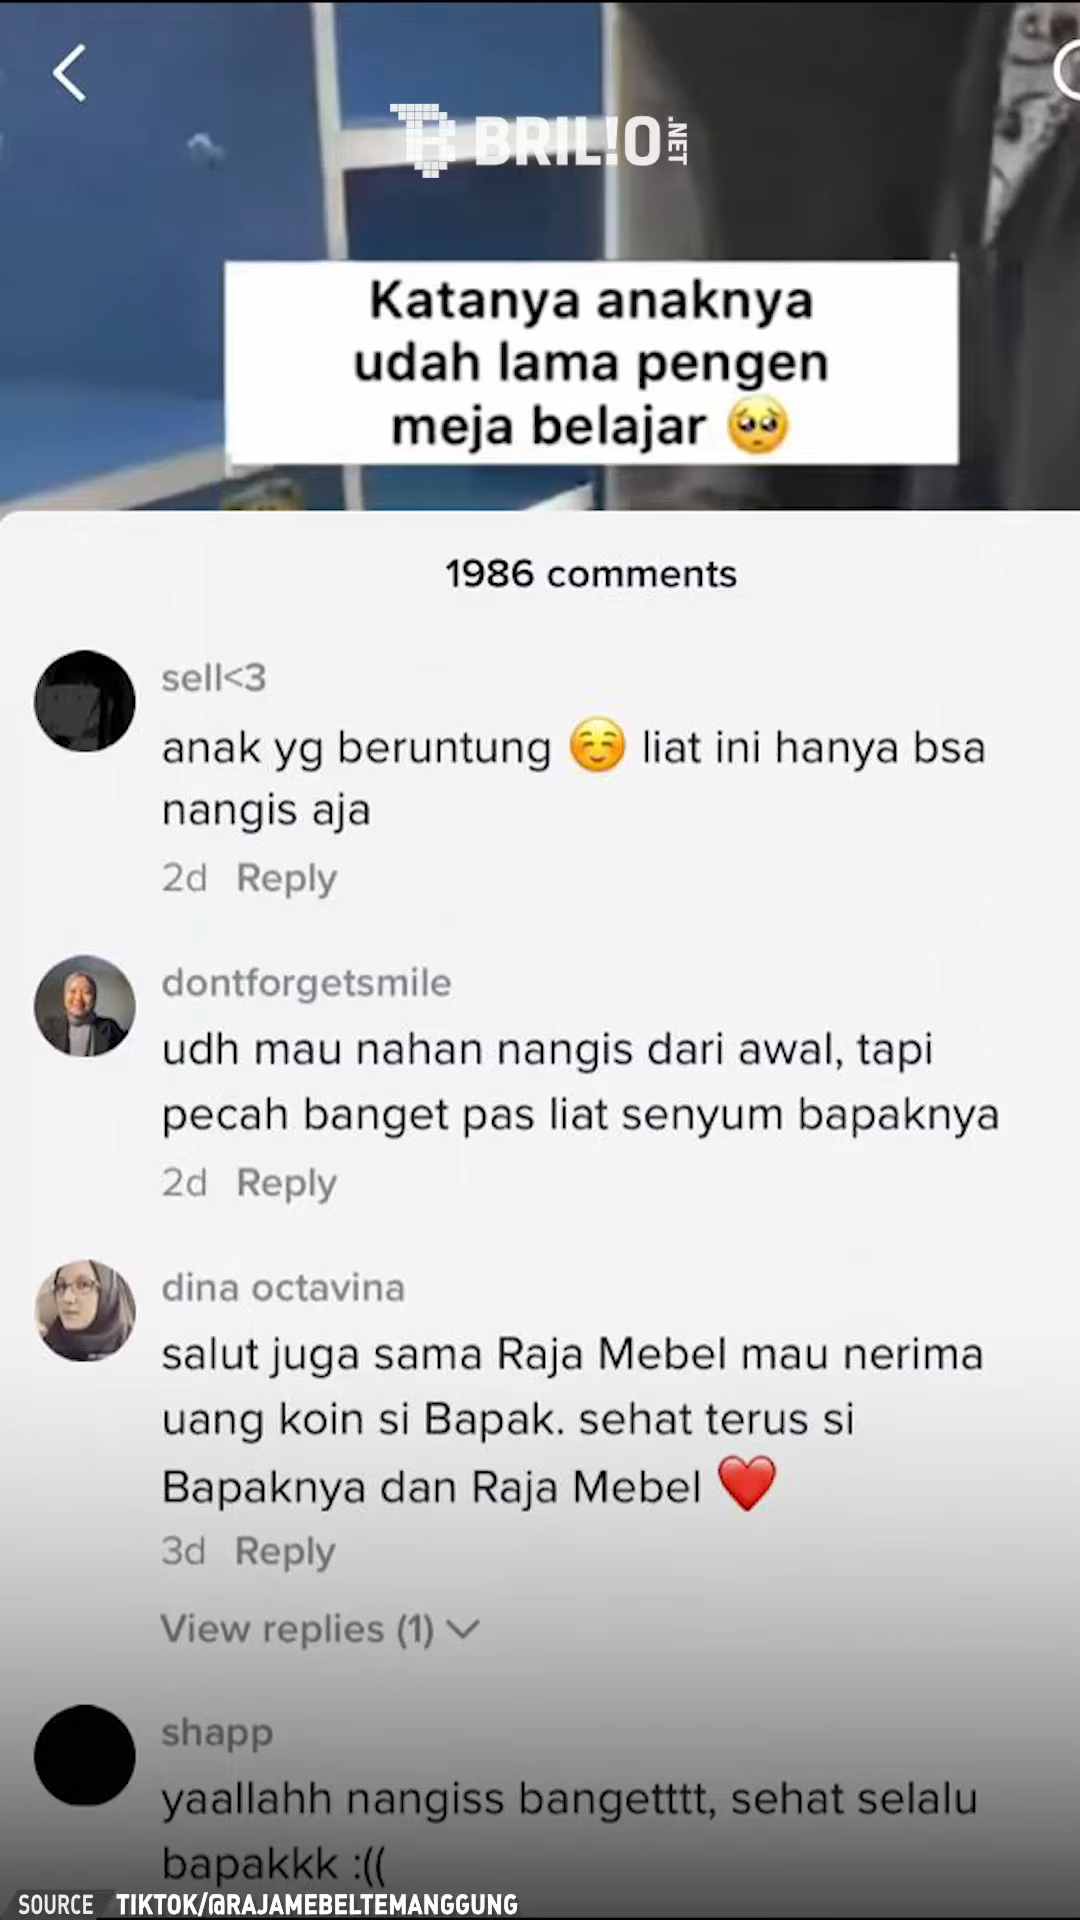 BRIL!O.NET
Katanya anaknya
udah lama pengen
meja belajar 🥺
1986 comments
sell<3
anak yg beruntung ☺️ liat ini hanya bsa
nangis aja
2d Reply
dontforgetsmile
udh mau nahan nangis dari awal, tapi
pecah banget pas liat senyum bapaknya
2d Reply
dina octavina
salut juga sama Raja Mebel mau nerima
uang koin si Bapak. sehat terus si
Bapaknya dan Raja Mebel ❤️
3d Reply
View replies (1)
shapp
yaallahh nangiss bangetttt, sehat selalu
bapakkk :((
SOURCE TIKTOK/@RAJAMEBELTEMANGGUNG